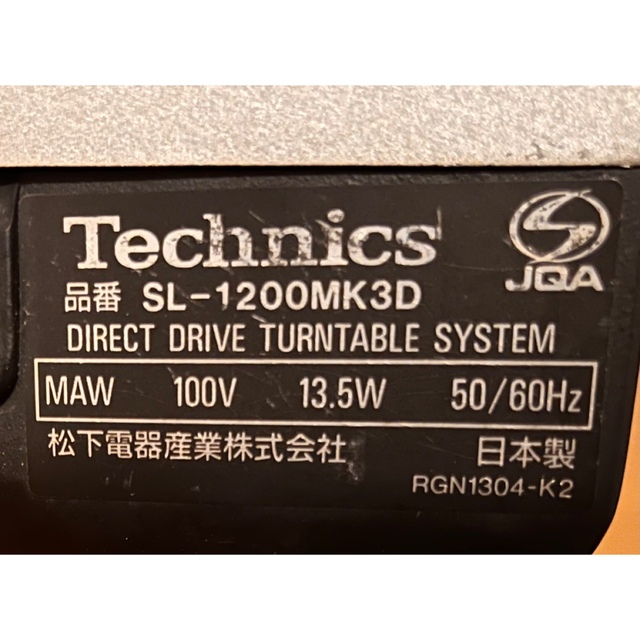 Technics
JQA
品番 SL-1200MK3D
DIRECT DRIVE TURNTABLE SYSTEM
MAW 100V 13.5W 50/60Hz
松下電器産業株式会社 日本製
RGN1304-K2